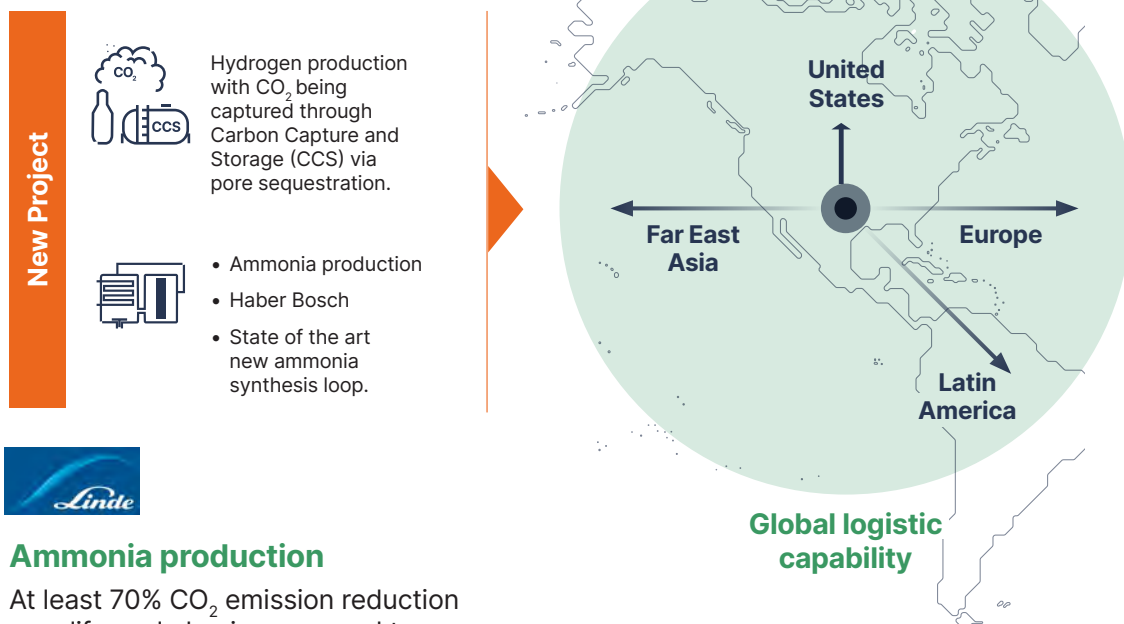 New Project
CO2
CCS
Hydrogen production
with CO2 being
captured through
Carbon Capture and
Storage (CCS) via
pore sequestration.
• Ammonia production
• Haber Bosch
• State of the art
new ammonia
synthesis loop.
United
States
Far East
Asia
Europe
Latin
America
Global logistic
capability
Linde
Ammonia production
At least 70% CO2 emission reduction